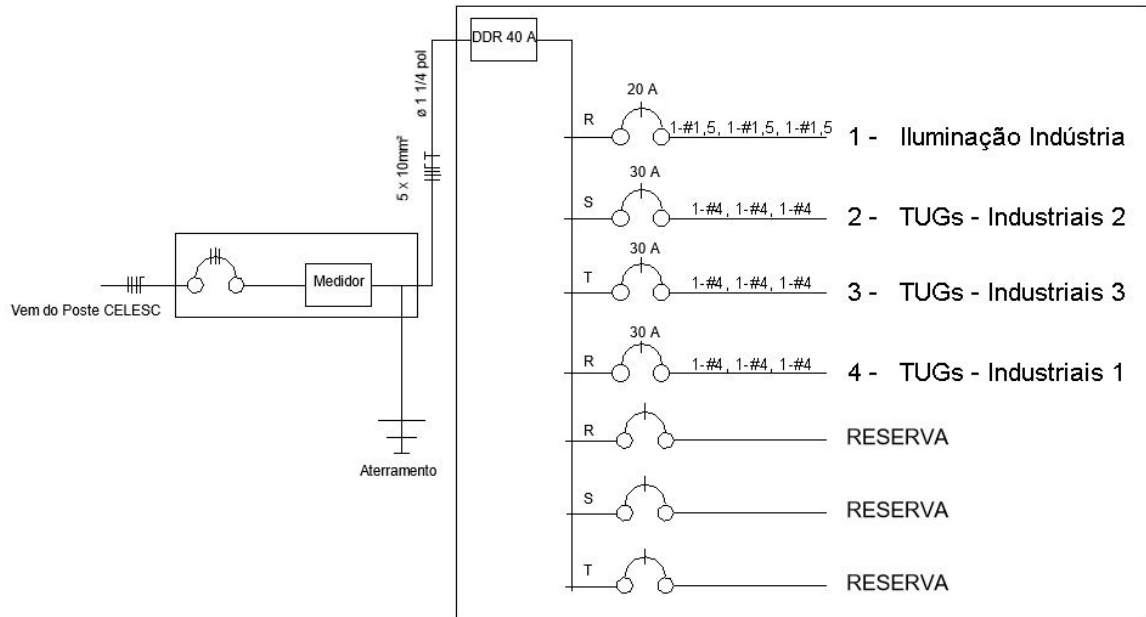 DDR 40 A
ø 1 1/4 pol
5 x 10mm²
Medidor
Vem do Poste CELESC
Aterramento
20 A
R 1-#1,5, 1-#1,5, 1-#1,5 1 - Iluminação Indústria
30 A
S 1-#4, 1-#4, 1-#4 2 - TUGs - Industriais 2
30 A
T 1-#4, 1-#4, 1-#4 3 - TUGs - Industriais 3
30 A
R 1-#4, 1-#4, 1-#4 4 - TUGs - Industriais 1
R RESERVA
S RESERVA
T RESERVA